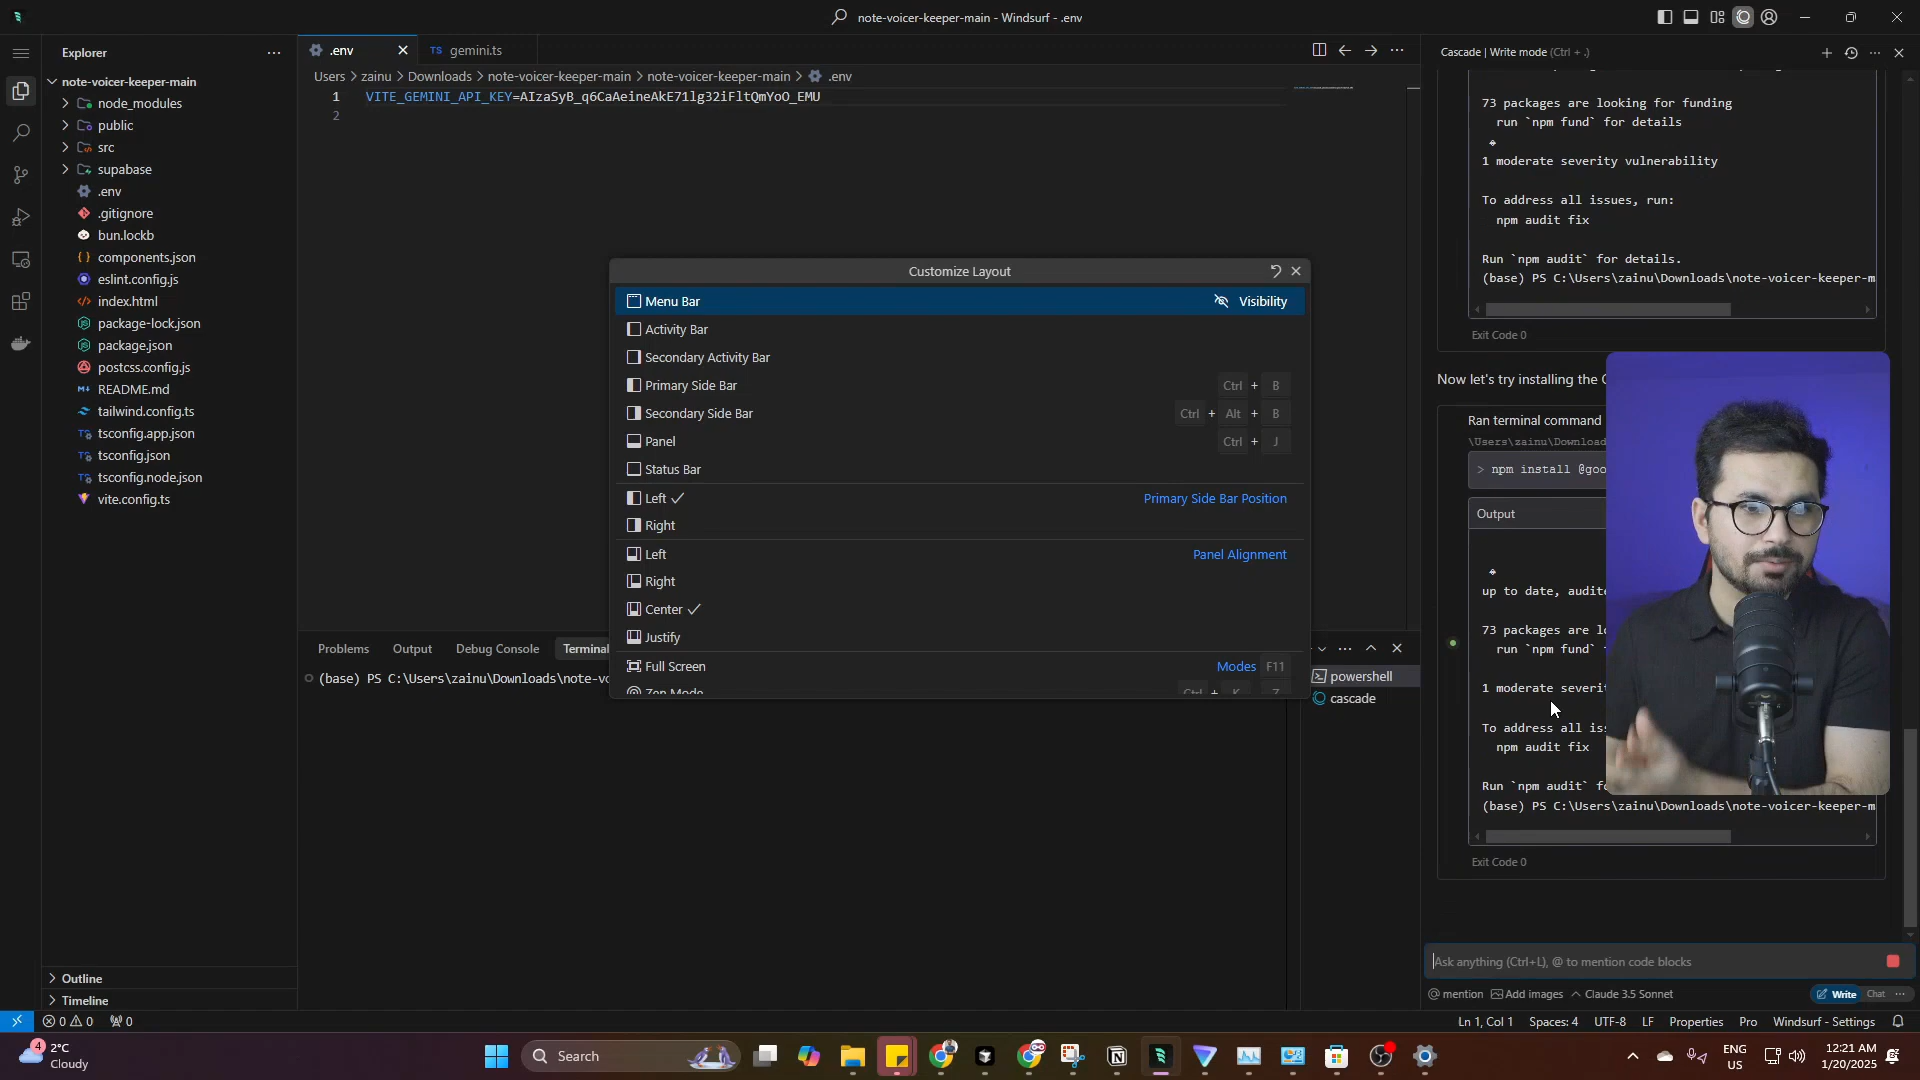 note-voicer-keeper-main - Windsurf - .env
Explorer
note-voicer-keeper-main
node_modules
public
src
supabase
.env
.gitignore
bun.lockb
components.json
eslint.config.js
index.html
package-lock.json
package.json
postcss.config.js
README.md
tailwind.config.ts
tsconfig.app.json
tsconfig.json
tsconfig.node.json
vite.config.ts
Outline
Timeline
.env
TS gemini.ts
Users > zainu > Downloads > note-voicer-keeper-main > note-voicer-keeper-main > .env
1 VITE_GEMINI_API_KEY=AIzaSyB_q6CaAeineAkE71lg32iFltQmYoO_EMU
2
Customize Layout
Menu Bar Visibility
Activity Bar
Secondary Activity Bar
Primary Side Bar Ctrl + B
Secondary Side Bar Ctrl + Alt + B
Panel Ctrl + J
Status Bar
Left Primary Side Bar Position
Right
Left Panel Alignment
Right
Center
Justify
Full Screen Modes F11
Zen Mode Ctrl + K Z
Problems Output Debug Console Terminal
(base) PS C:\Users\zainu\Downloads\note-vo
powershell
cascade
Cascade | Write mode (Ctrl + .)
73 packages are looking for funding
run `npm fund` for details
1 moderate severity vulnerability
To address all issues, run:
npm audit fix
Run `npm audit` for details.
(base) PS C:\Users\zainu\Downloads\note-voicer-keeper-m
Exit Code 0
Now let's try installing the
Ran terminal command
\Users\zainu\Download
> npm install @goo
Output
up to date, audite
73 packages are lo
run `npm fund`
1 moderate severit
To address all iss
npm audit fix
Run `npm audit` fo
(base) PS C:\Users\zainu\Downloads\note-voicer-keeper-m
Exit Code 0
Ask anything (Ctrl+L), @ to mention code blocks
@ mention Add images Claude 3.5 Sonnet Write Chat
0 0 0
Ln 1, Col 1 Spaces: 4 UTF-8 LF Properties Pro Windsurf - Settings
4
2°C
Cloudy
Search
ENG
US
12:21 AM
1/20/2025